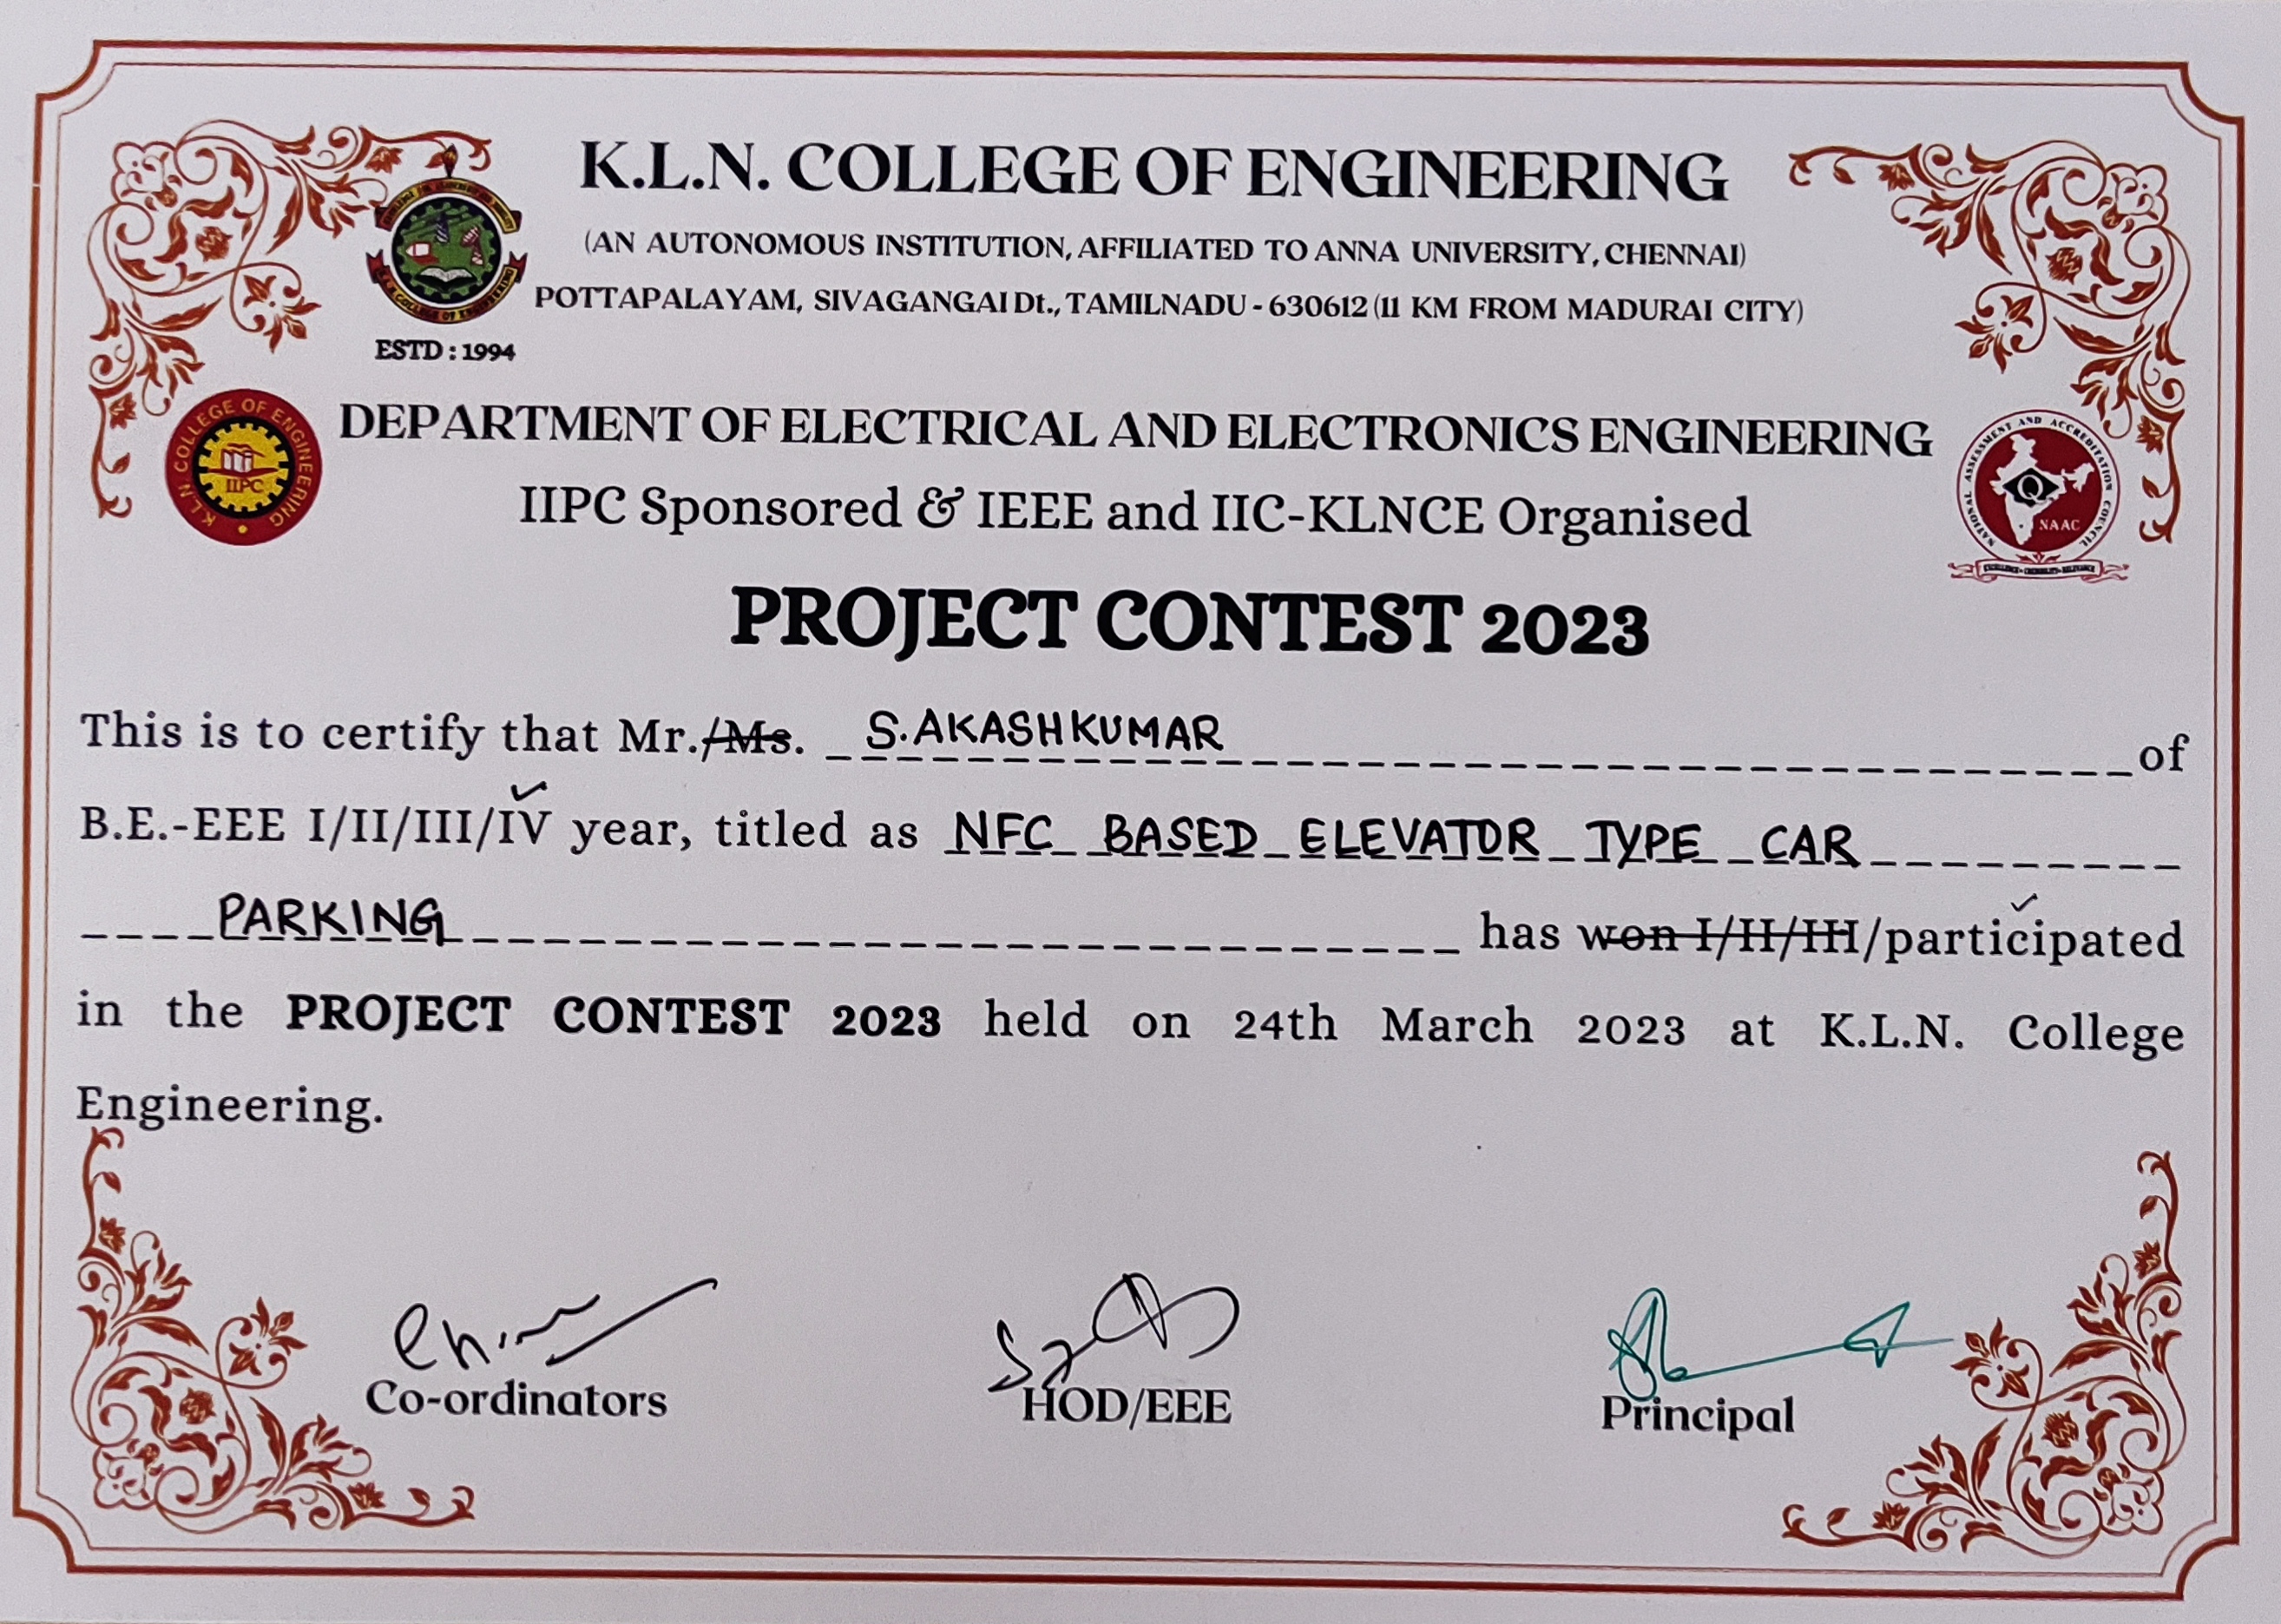 K.L.N. COLLEGE OF ENGINEERING
(AN AUTONOMOUS INSTITUTION, AFFILIATED TO ANNA UNIVERSITY, CHENNAI)
POTTAPALAYAM, SIVAGANGAI Dt., TAMILNADU - 630612 (11 KM FROM MADURAI CITY)
ESTD : 1994
K.L.N COLLEGE OF ENGINEERING
IIPC
DEPARTMENT OF ELECTRICAL AND ELECTRONICS ENGINEERING
NATIONAL ASSESSMENT AND ACCREDITATION COUNCIL
NAAC
IIPC Sponsored & IEEE and IIC-KLNCE Organised
PROJECT CONTEST 2023
This is to certify that Mr./Ms. S.AKASHKUMAR of
B.E.-EEE I/II/III/IV year, titled as NFC BASED ELEVATOR TYPE CAR
PARKING has won I/II/III/participated
in the PROJECT CONTEST 2023 held on 24th March 2023 at K.L.N. College
Engineering.
Co-ordinators
HOD/EEE
Principal